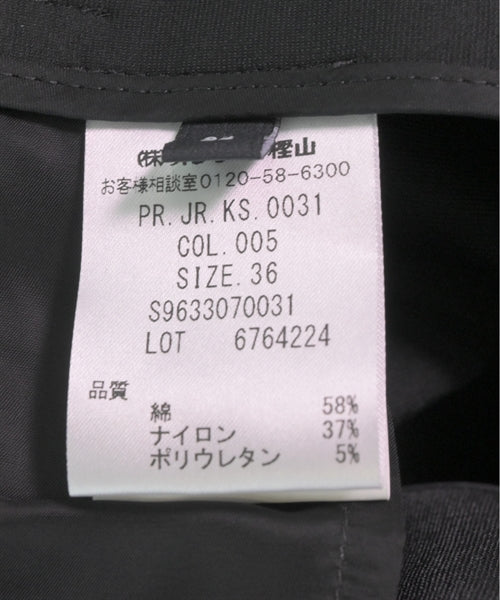 (株) 樫山
お客様相談室0120-58-6300
PR.JR.KS.0031
COL.005
SIZE.36
S9633070031
LOT 6764224
品質
綿 58%
ナイロン 37%
ポリウレタン 5%